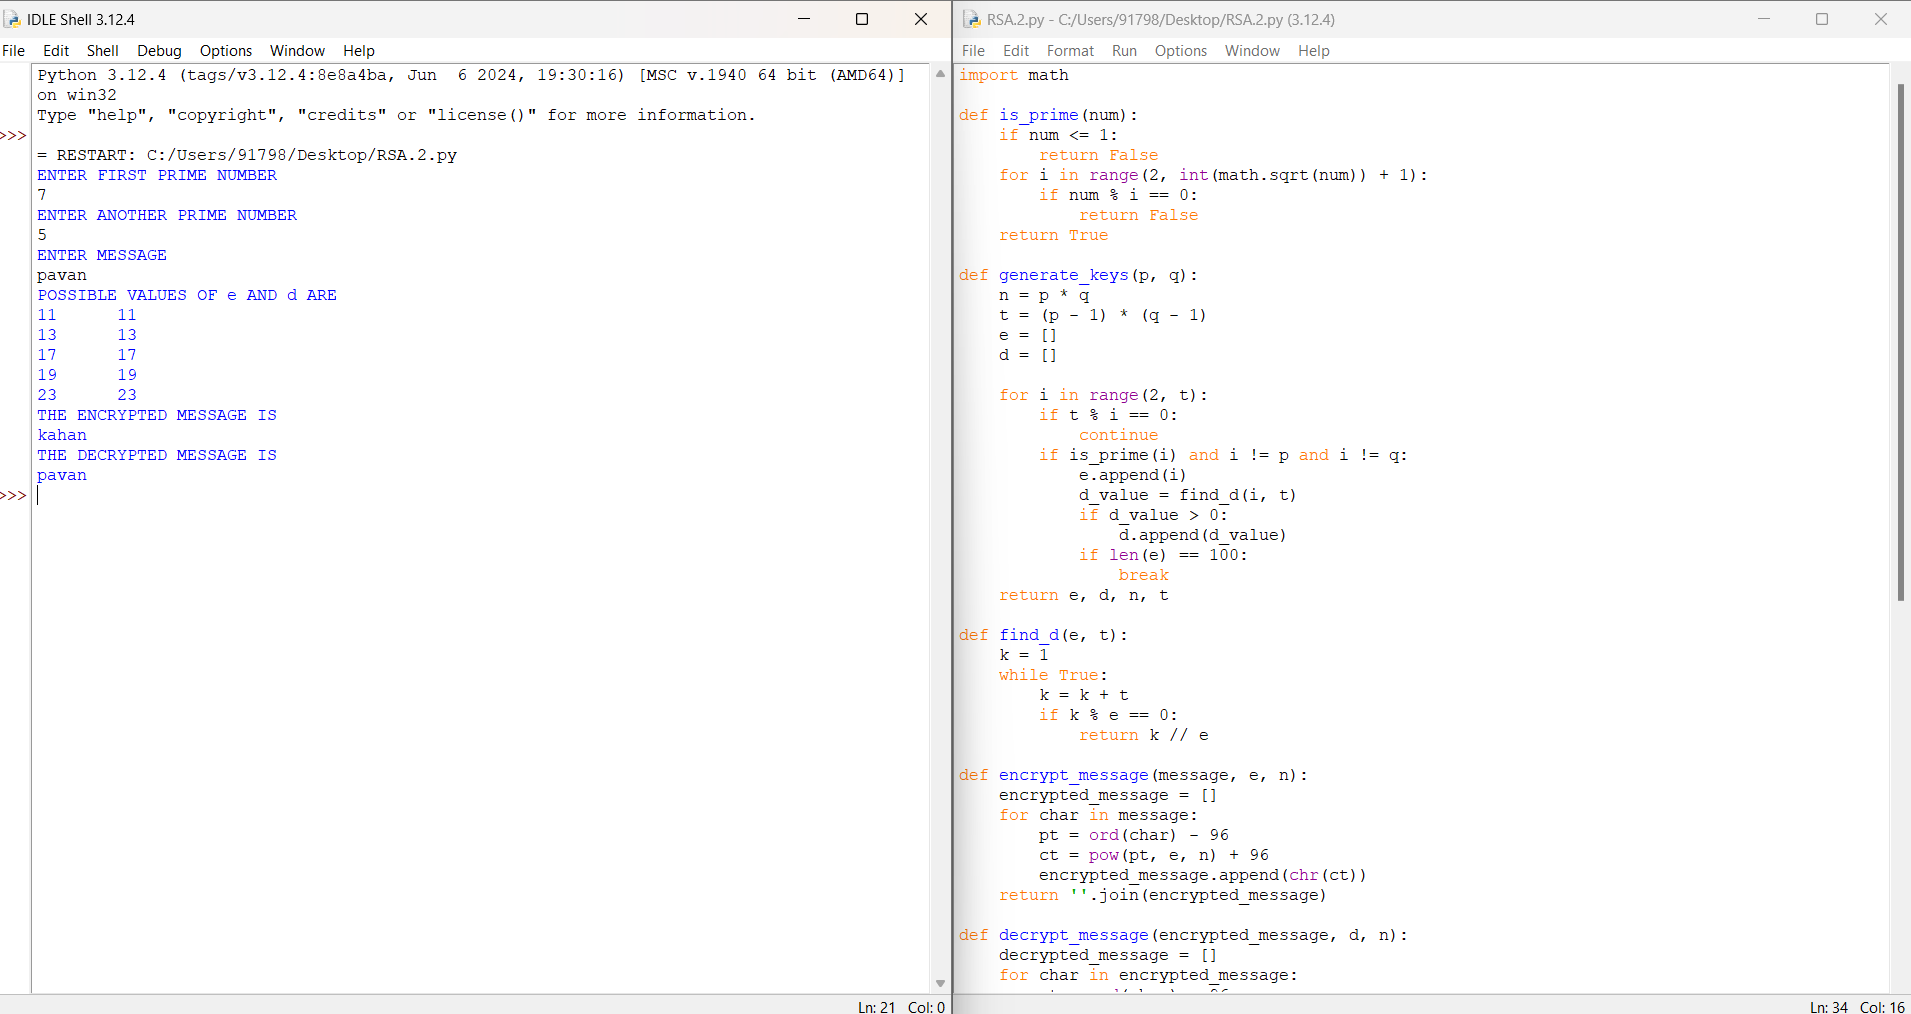 IDLE Shell 3.12.4
File Edit Shell Debug Options Window Help
Python 3.12.4 (tags/v3.12.4:8e8a4ba, Jun  6 2024, 19:30:16) [MSC v.1940 64 bit (AMD64)]
on win32
Type "help", "copyright", "credits" or "license()" for more information.
>>>
= RESTART: C:/Users/91798/Desktop/RSA.2.py
ENTER FIRST PRIME NUMBER
7
ENTER ANOTHER PRIME NUMBER
5
ENTER MESSAGE
pavan
POSSIBLE VALUES OF e AND d ARE
11      11
13      13
17      17
19      19
23      23
THE ENCRYPTED MESSAGE IS
kahan
THE DECRYPTED MESSAGE IS
pavan
>>>
Ln: 21 Col: 0
RSA.2.py - C:/Users/91798/Desktop/RSA.2.py (3.12.4)
File Edit Format Run Options Window Help
import math
def is_prime(num):
    if num <= 1:
        return False
    for i in range(2, int(math.sqrt(num)) + 1):
        if num % i == 0:
            return False
    return True
def generate_keys(p, q):
    n = p * q
    t = (p - 1) * (q - 1)
    e = []
    d = []
    for i in range(2, t):
        if t % i == 0:
            continue
        if is_prime(i) and i != p and i != q:
            e.append(i)
            d_value = find_d(i, t)
            if d_value > 0:
                d.append(d_value)
            if len(e) == 100:
                break
    return e, d, n, t
def find_d(e, t):
    k = 1
    while True:
        k = k + t
        if k % e == 0:
            return k // e
def encrypt_message(message, e, n):
    encrypted_message = []
    for char in message:
        pt = ord(char) - 96
        ct = pow(pt, e, n) + 96
        encrypted_message.append(chr(ct))
    return ''.join(encrypted_message)
def decrypt_message(encrypted_message, d, n):
    decrypted_message = []
    for char in encrypted_message:
Ln: 34 Col: 16